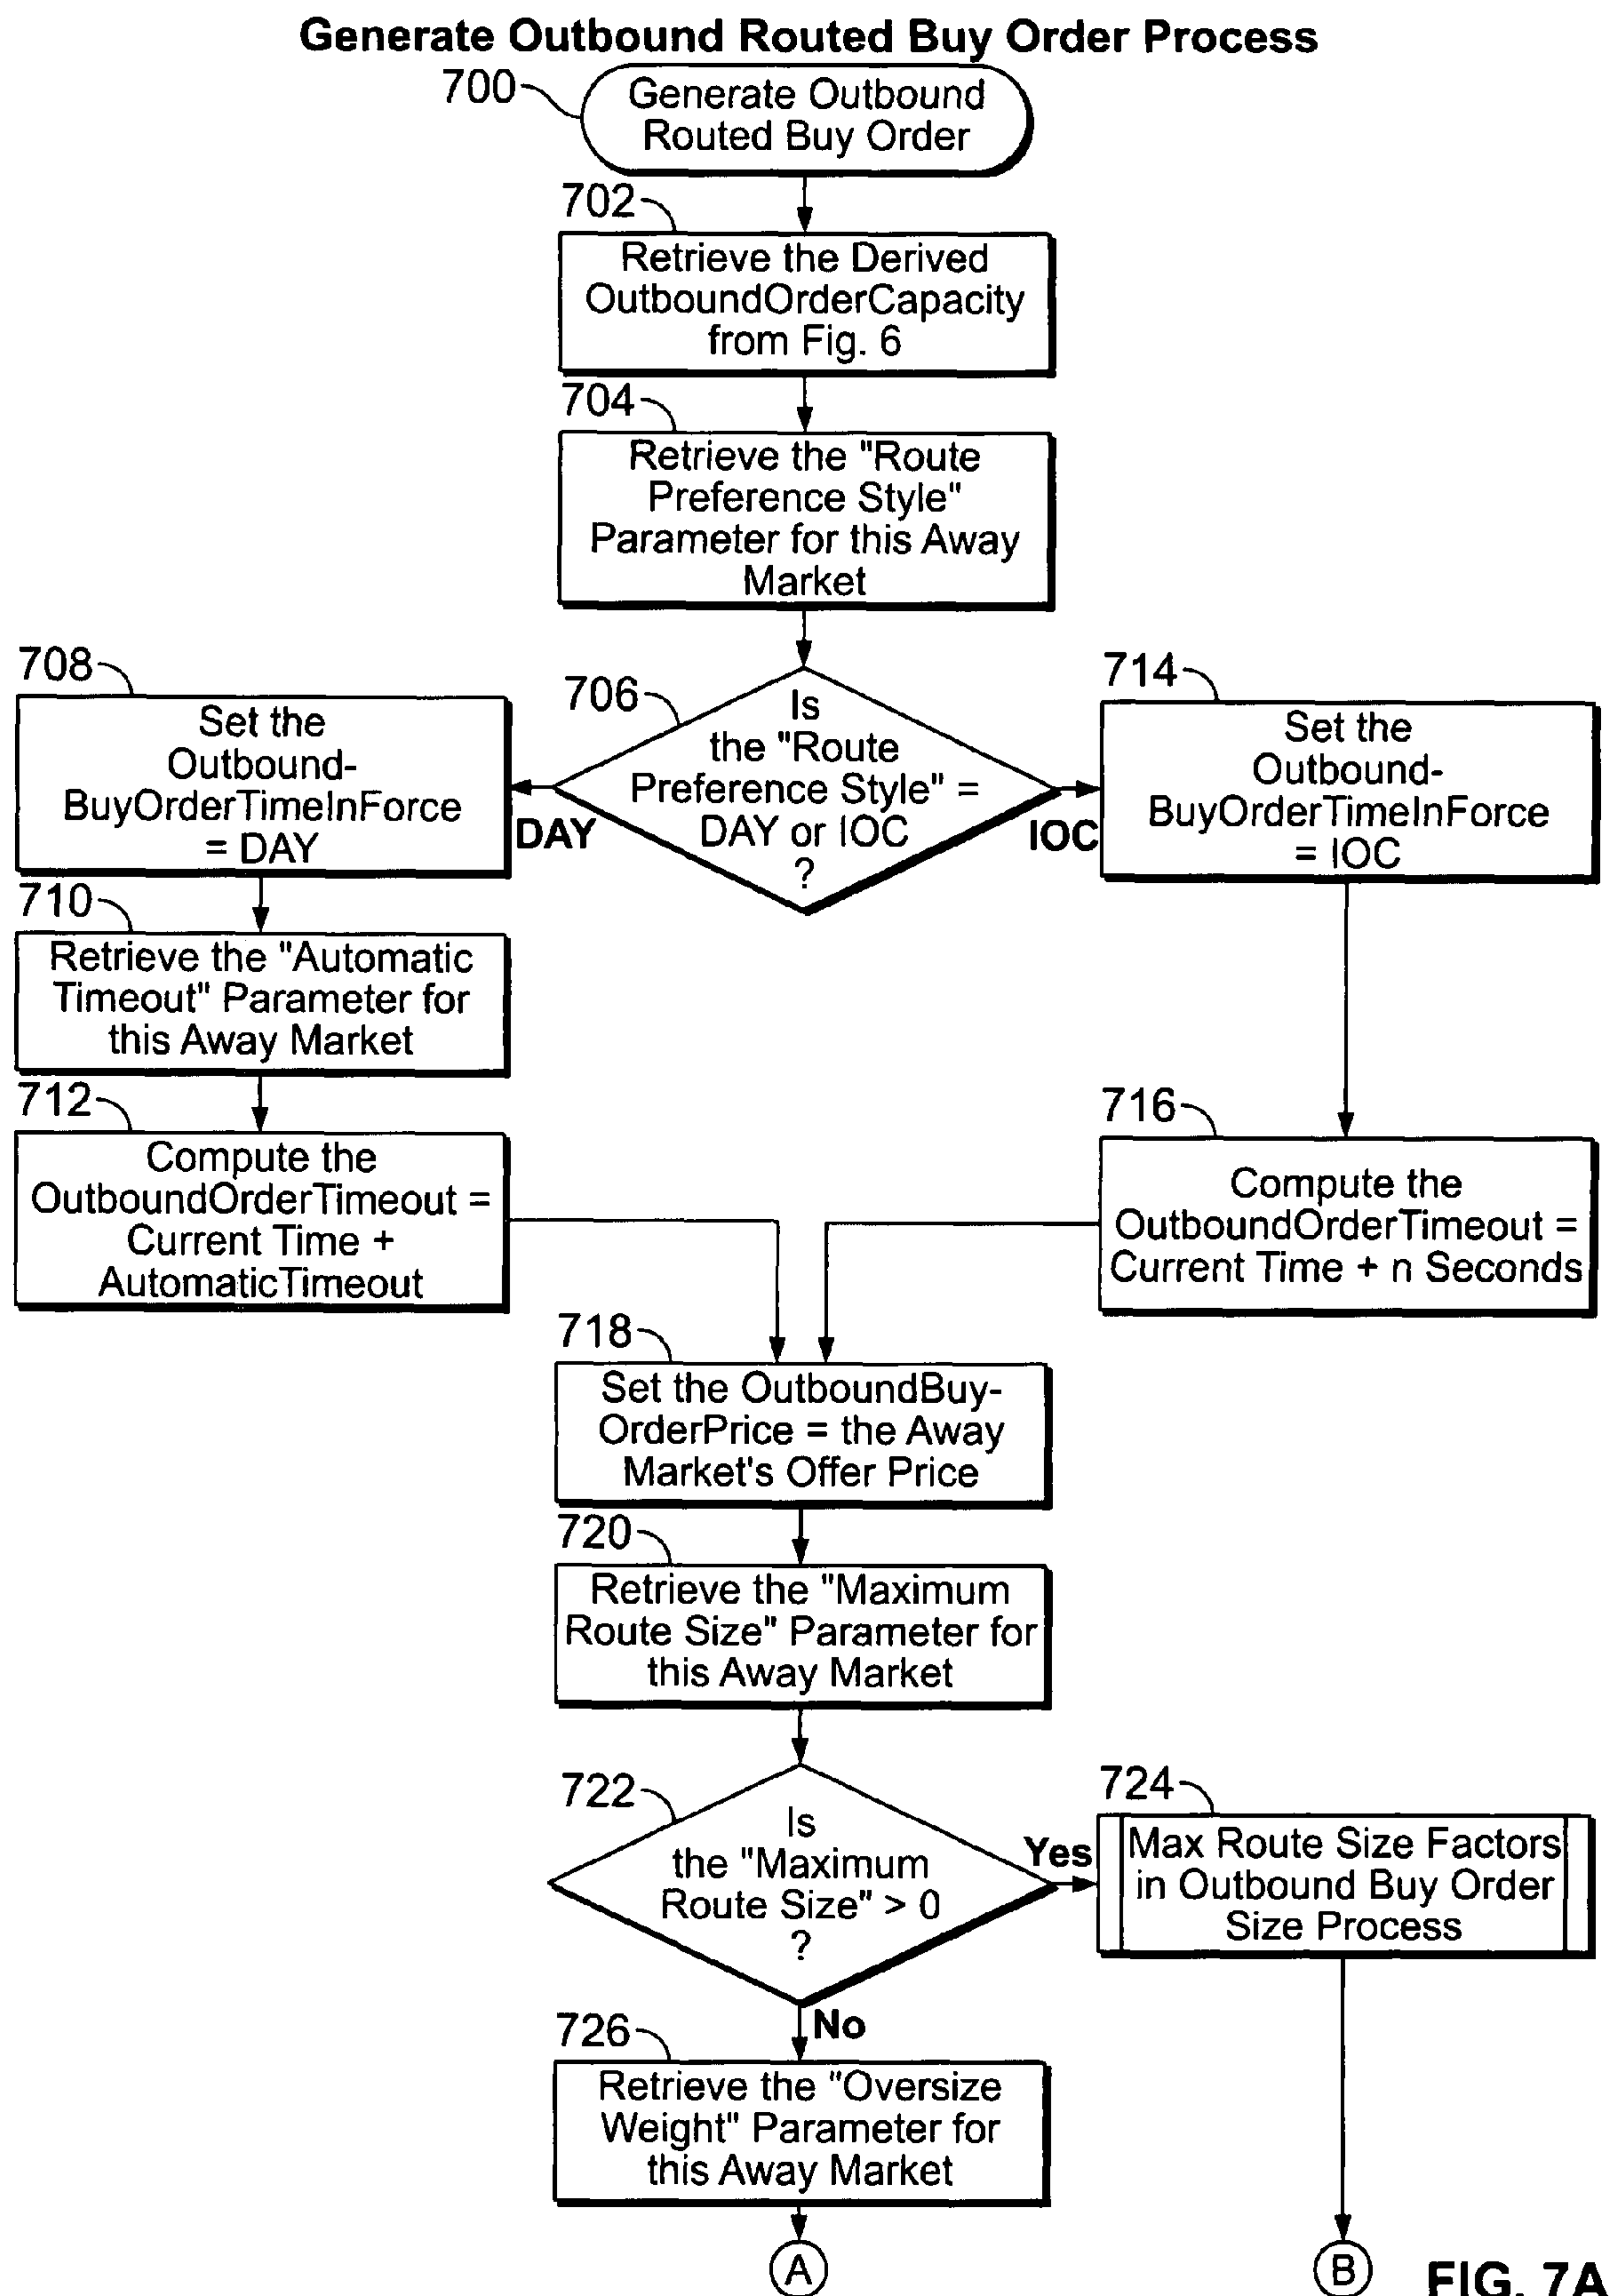 Generate Outbound Routed Buy Order Process
700
Generate Outbound
Routed Buy Order
702
Retrieve the Derived
OutboundOrderCapacity
from Fig. 6
704
Retrieve the "Route
Preference Style"
Parameter for this Away
Market
706
Is
the "Route
Preference Style" =
DAY or IOC
?
DAY
IOC
708
Set the
Outbound-
BuyOrderTimeInForce
= DAY
710
Retrieve the "Automatic
Timeout" Parameter for
this Away Market
712
Compute the
OutboundOrderTimeout =
Current Time +
AutomaticTimeout
714
Set the
Outbound-
BuyOrderTimeInForce
= IOC
716
Compute the
OutboundOrderTimeout =
Current Time + n Seconds
718
Set the OutboundBuy-
OrderPrice = the Away
Market's Offer Price
720
Retrieve the "Maximum
Route Size" Parameter for
this Away Market
722
Is
the "Maximum
Route Size" > 0
?
Yes
No
724
Max Route Size Factors
in Outbound Buy Order
Size Process
726
Retrieve the "Oversize
Weight" Parameter for
this Away Market
A
B
FIG. 7A